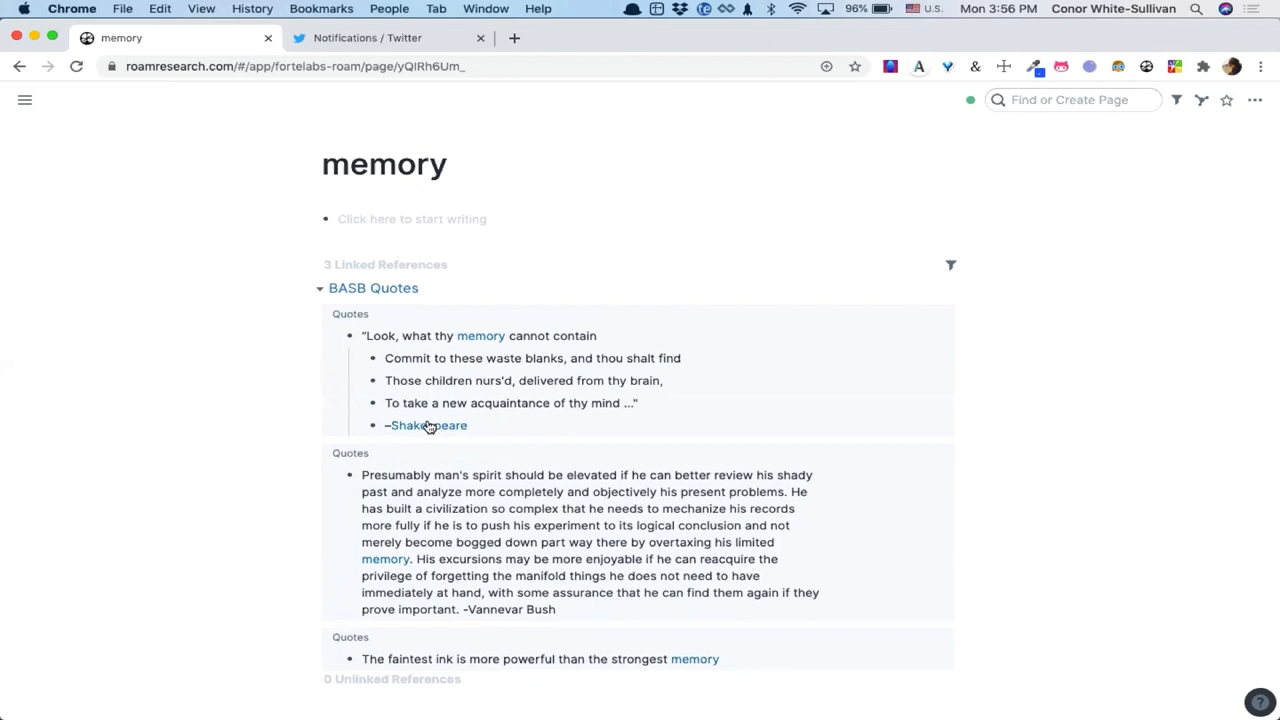 Chrome File Edit View History Bookmarks People Tab Window Help 96% U.S. Mon 3:56 PM Conor White-Sullivan
memory Notifications / Twitter
roamresearch.com/#/app/fortelabs-roam/page/yQlRh6Um_
Find or Create Page
memory
Click here to start writing
3 Linked References
BASB Quotes
Quotes
"Look, what thy memory cannot contain
Commit to these waste blanks, and thou shalt find
Those children nurs'd, delivered from thy brain,
To take a new acquaintance of thy mind ..."
–Shakespeare
Quotes
Presumably man's spirit should be elevated if he can better review his shady
past and analyze more completely and objectively his present problems. He
has built a civilization so complex that he needs to mechanize his records
more fully if he is to push his experiment to its logical conclusion and not
merely become bogged down part way there by overtaxing his limited
memory. His excursions may be more enjoyable if he can reacquire the
privilege of forgetting the manifold things he does not need to have
immediately at hand, with some assurance that he can find them again if they
prove important. -Vannevar Bush
Quotes
The faintest ink is more powerful than the strongest memory
0 Unlinked References